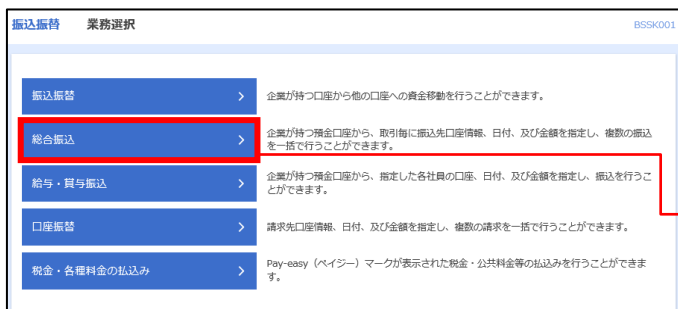 振込振替 業務選択 BSSK001
振込振替 企業が持つ口座から他の口座への資金移動を行うことができます。
総合振込 企業が持つ預金口座から、取引毎に振込先口座情報、日付、及び金額を指定し、複数の振込
を一括で行うことができます。
給与・賞与振込 企業が持つ預金口座から、指定した各社員の口座、日付、及び金額を指定し、振込を行うこ
とができます。
口座振替 請求先口座情報、日付、及び金額を指定し、複数の請求を一括で行うことができます。
税金・各種料金の払込み Pay-easy（ペイジー）マークが表示された税金・公共料金等の払込みを行うことができま
す。